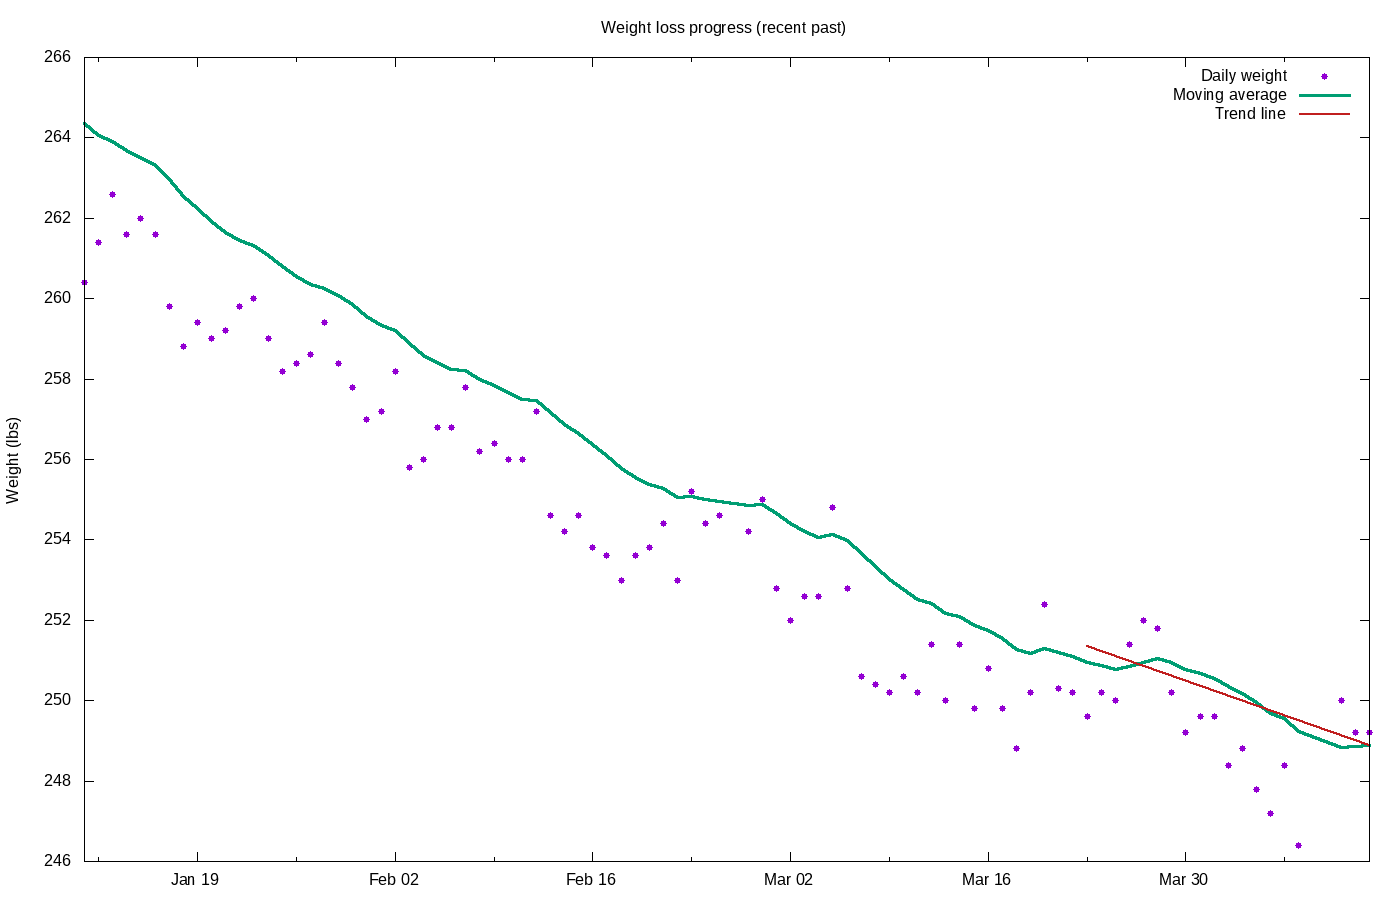 Weight loss progress (recent past)
266
264
262
260
258
256
254
252
250
248
246
Weight (lbs)
Daily weight
Moving average
Trend line
Jan 19
Feb 02
Feb 16
Mar 02
Mar 16
Mar 30